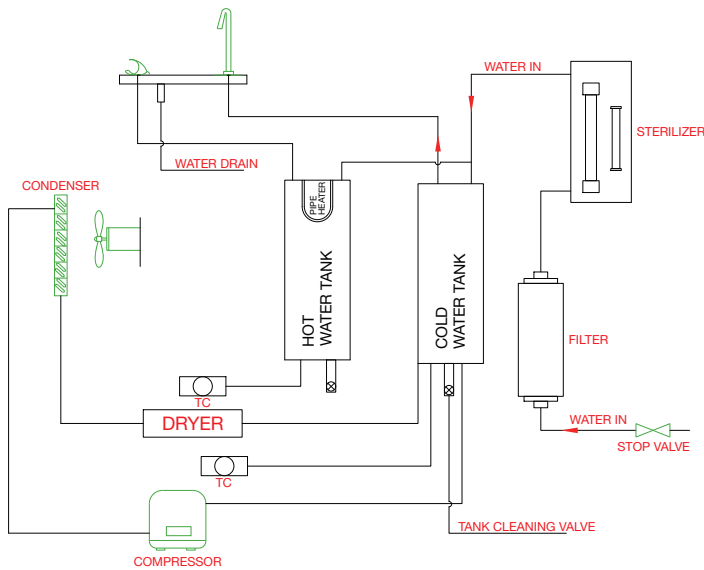 WATER IN
STERILIZER
WATER DRAIN
CONDENSER
PIPE
HEATER
HOT
WATER TANK
COLD
WATER TANK
FILTER
TC
DRYER
WATER IN
STOP VALVE
TC
TANK CLEANING VALVE
COMPRESSOR